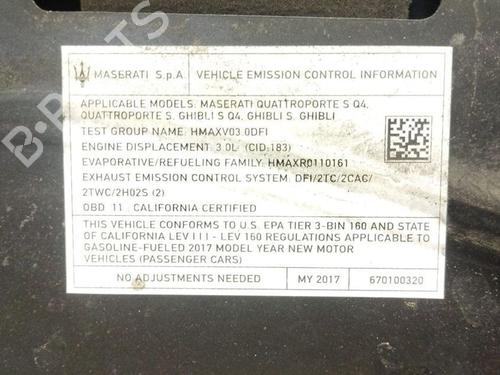 MASERATI S.p.A VEHICLE EMISSION CONTROL INFORMATION
APPLICABLE MODELS: MASERATI QUATTROPORTE S Q4,
QUATTROPORTE S, GHIBLI S Q4, GHIBLI S, GHIBLI
TEST GROUP NAME: HMAXV03.0DFI
ENGINE DISPLACEMENT: 3.0L (CID:183)
EVAPORATIVE/REFUELING FAMILY: HMAXR0110161
EXHAUST EMISSION CONTROL SYSTEM: DFI/2TC/2CAC/
2TWC/2HO2S (2)
OBD 11 CALIFORNIA CERTIFIED
THIS VEHICLE CONFORMS TO U.S. EPA TIER 3-BIN 160 AND STATE
OF CALIFORNIA LEV III - LEV 160 REGULATIONS APPLICABLE TO
GASOLINE-FUELED 2017 MODEL YEAR NEW MOTOR
VEHICLES (PASSENGER CARS)
NO ADJUSTMENTS NEEDED MY 2017 670100320